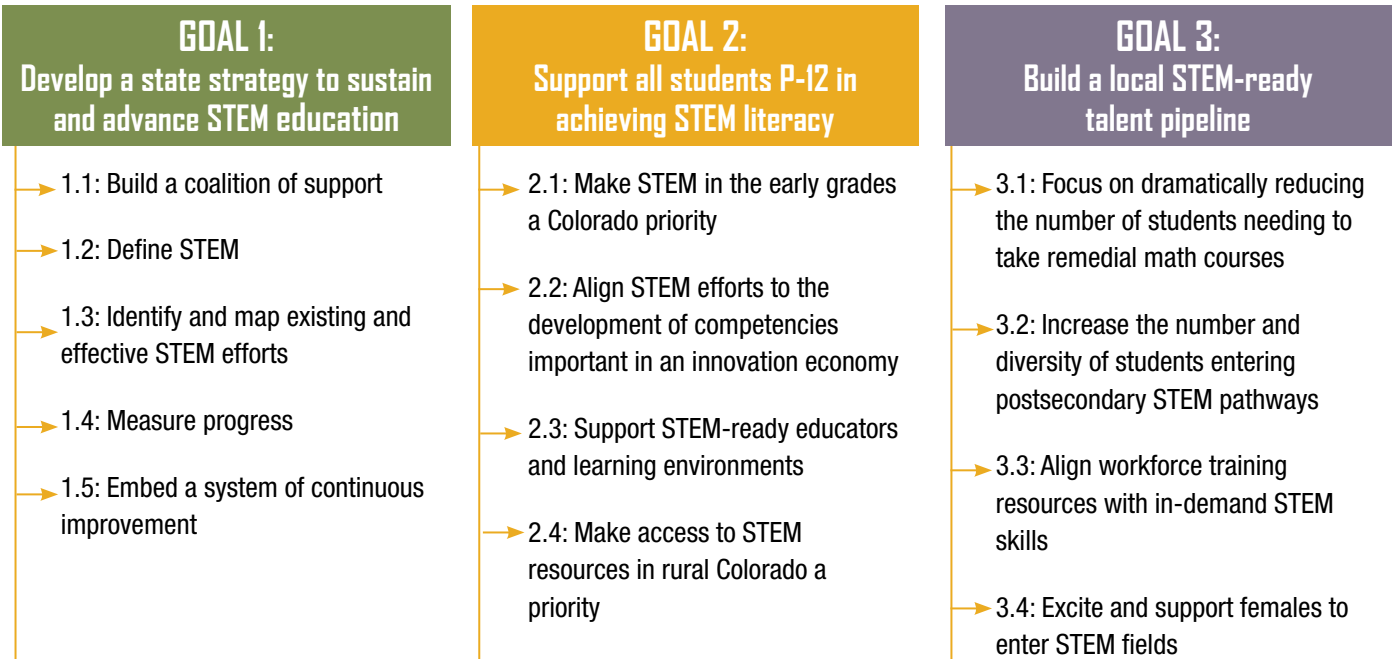 GOAL 1:
Develop a state strategy to sustain
and advance STEM education
1.1: Build a coalition of support
1.2: Define STEM
1.3: Identify and map existing and
effective STEM efforts
1.4: Measure progress
1.5: Embed a system of continuous
improvement
GOAL 2:
Support all students P-12 in
achieving STEM literacy
2.1: Make STEM in the early grades
a Colorado priority
2.2: Align STEM efforts to the
development of competencies
important in an innovation economy
2.3: Support STEM-ready educators
and learning environments
2.4: Make access to STEM
resources in rural Colorado a
priority
GOAL 3:
Build a local STEM-ready
talent pipeline
3.1: Focus on dramatically reducing
the number of students needing to
take remedial math courses
3.2: Increase the number and
diversity of students entering
postsecondary STEM pathways
3.3: Align workforce training
resources with in-demand STEM
skills
3.4: Excite and support females to
enter STEM fields